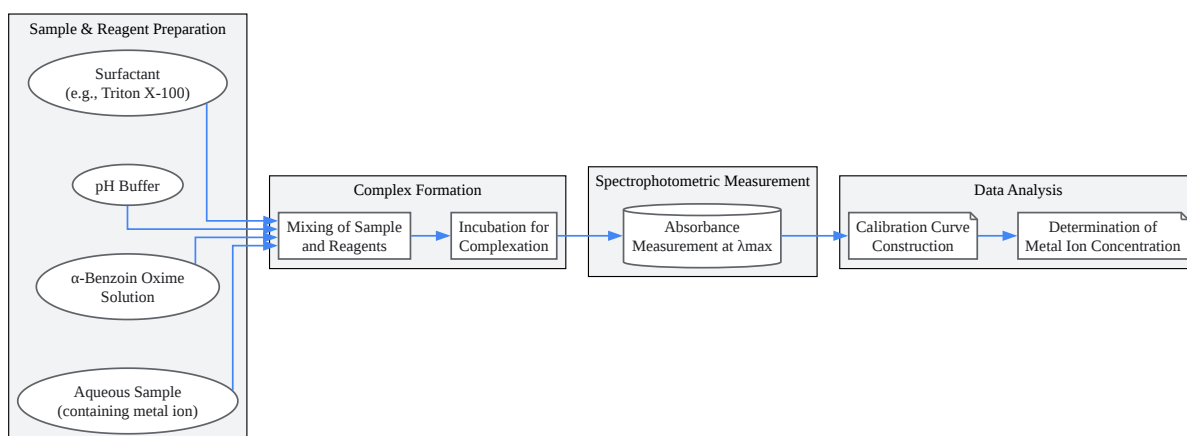 Sample & Reagent Preparation
Surfactant
(e.g., Triton X-100)
pH Buffer
α-Benzoin Oxime
Solution
Aqueous Sample
(containing metal ion)
Complex Formation
Mixing of Sample
and Reagents
Incubation for
Complexation
Spectrophotometric Measurement
Absorbance
Measurement at λmax
Data Analysis
Calibration Curve
Construction
Determination of
Metal Ion Concentration